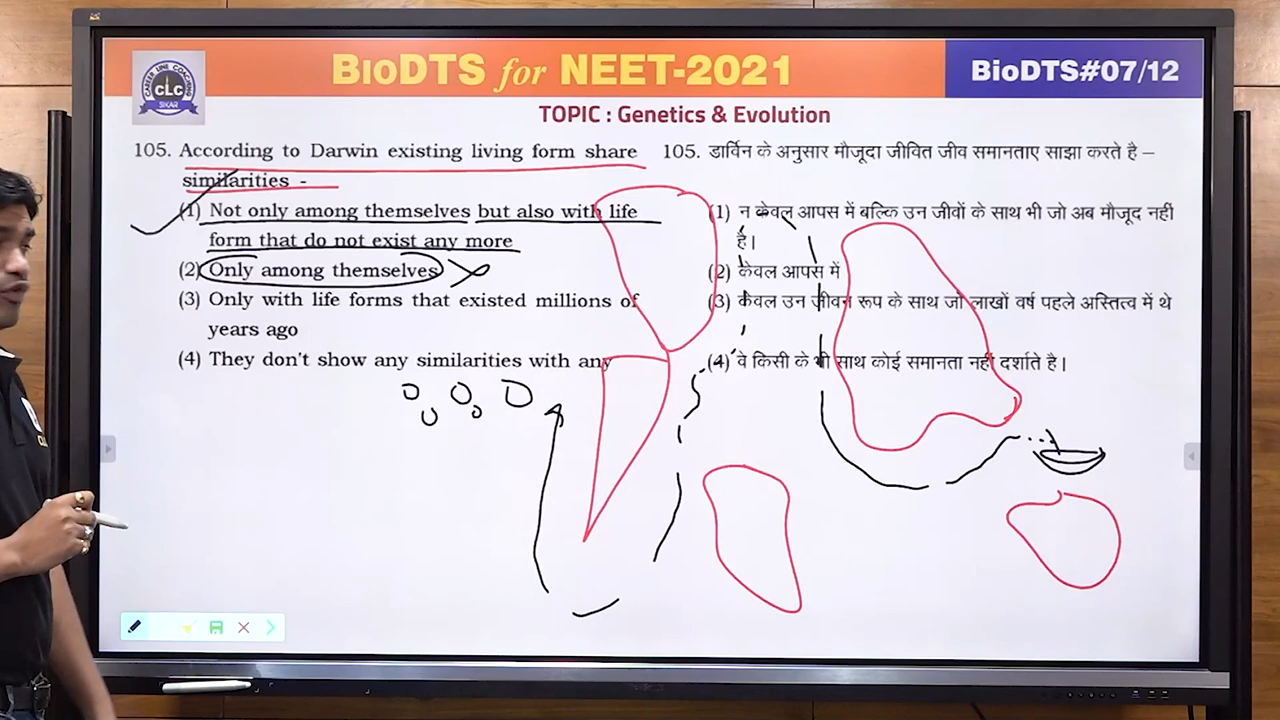 BIODTS for NEET-2021
BioDTS#07/12
CAREER LINE COACHING
CLC
SIKAR
TOPIC : Genetics & Evolution
105. According to Darwin existing living form share
similarities -
(1) Not only among themselves but also with life
form that do not exist any more
(2) Only among themselves
(3) Only with life forms that existed millions of
years ago
(4) They don't show any similarities with any
105. डार्विन के अनुसार मौजूदा जीवित जीव समानताए साझा करते है –
(1) न केवल आपस में बल्कि उन जीवों के साथ भी जो अब मौजूद नहीं
है।
(2) केवल आपस में
(3) केवल उन जीवन रूप के साथ जो लाखों वर्ष पहले अस्तित्व में थे
(4) वे किसी के भी साथ कोई समानता नहीं दर्शाते है।